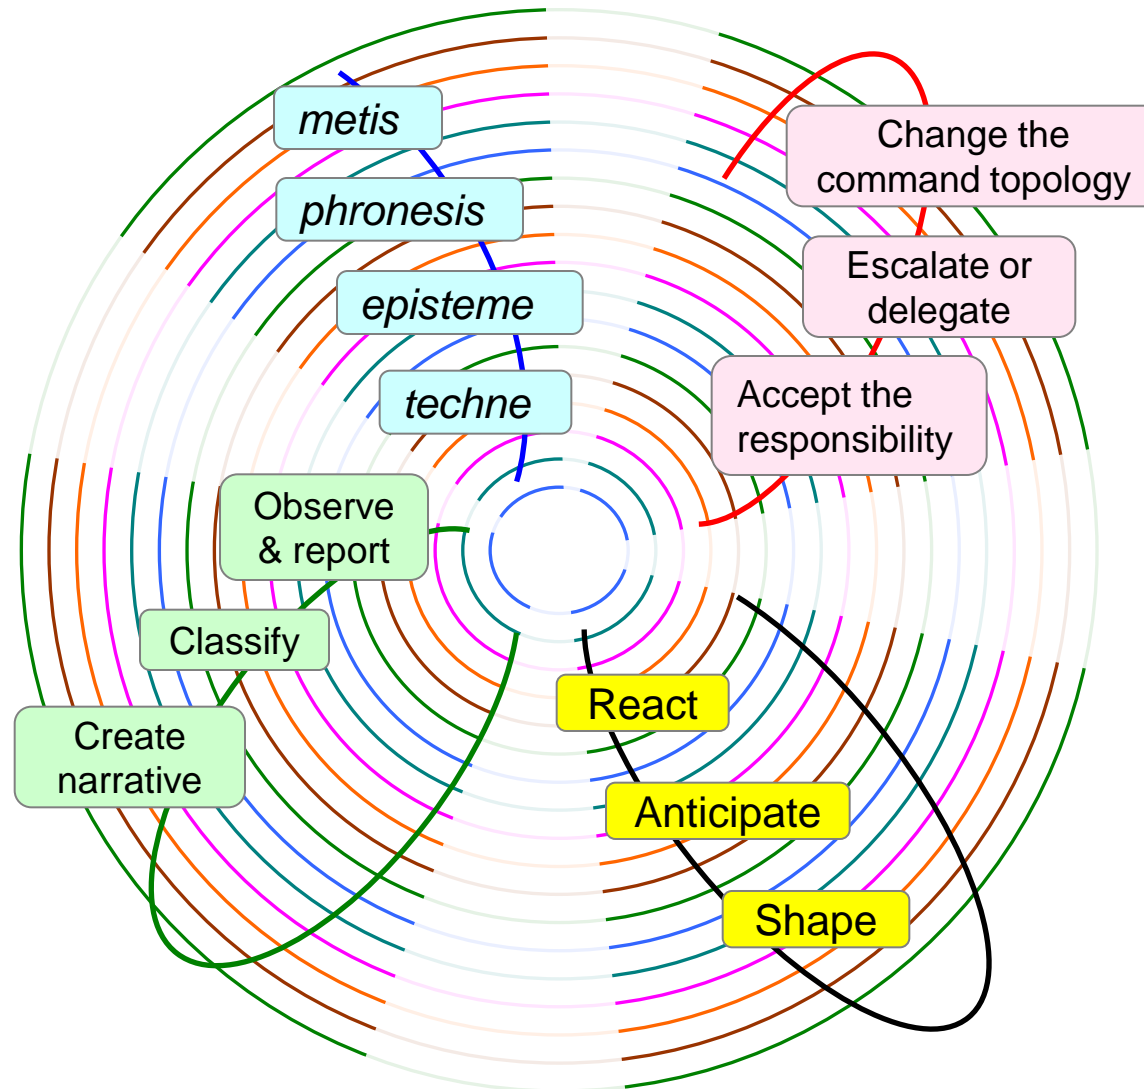 metis
phronesis
episteme
techne
Change the
command topology
Escalate or
delegate
Accept the
responsibility
Observe
& report
Classify
Create
narrative
React
Anticipate
Shape